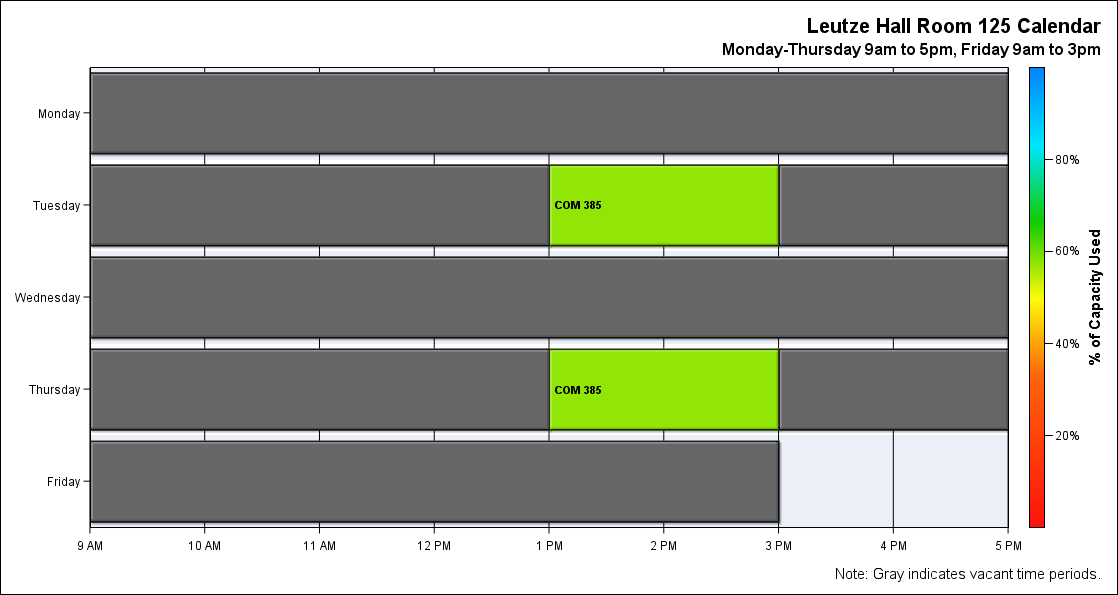 Leutze Hall Room 125 Calendar
Monday-Thursday 9am to 5pm, Friday 9am to 3pm
Monday
Tuesday
COM 385
Wednesday
Thursday
COM 385
Friday
9 AM 10 AM 11 AM 12 PM 1 PM 2 PM 3 PM 4 PM 5 PM
80%
60%
40%
20%
% of Capacity Used
Note: Gray indicates vacant time periods.